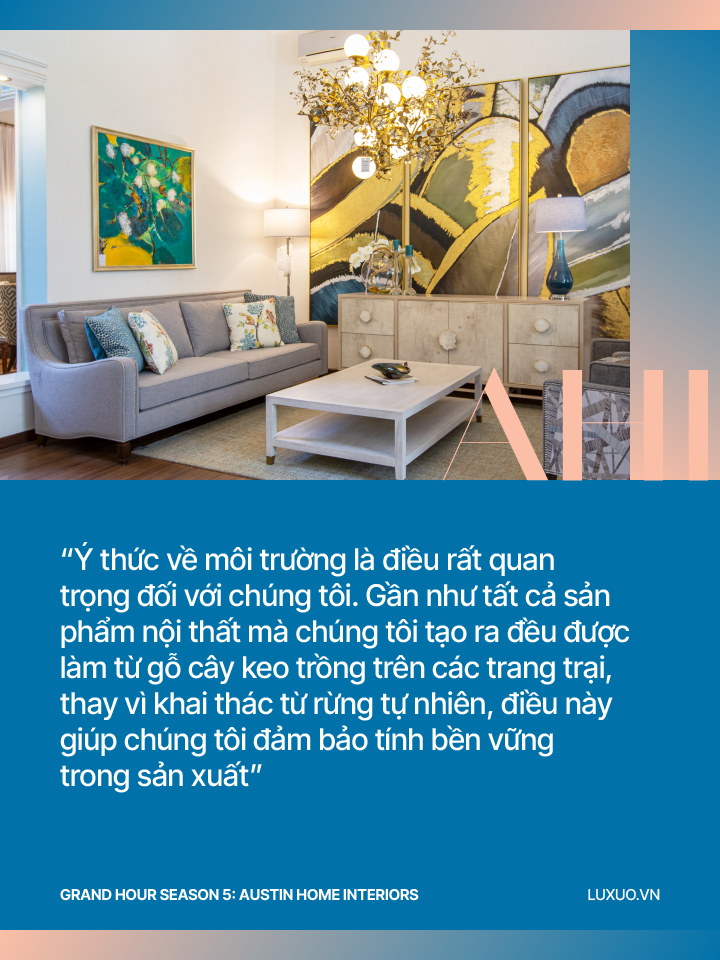 AHI
“Ý thức về môi trường là điều rất quan
trọng đối với chúng tôi. Gần như tất cả sản
phẩm nội thất mà chúng tôi tạo ra đều được
làm từ gỗ cây keo trồng trên các trang trại,
thay vì khai thác từ rừng tự nhiên, điều này
giúp chúng tôi đảm bảo tính bền vững
trong sản xuất”
GRAND HOUR SEASON 5: AUSTIN HOME INTERIORS
LUXUO.VN